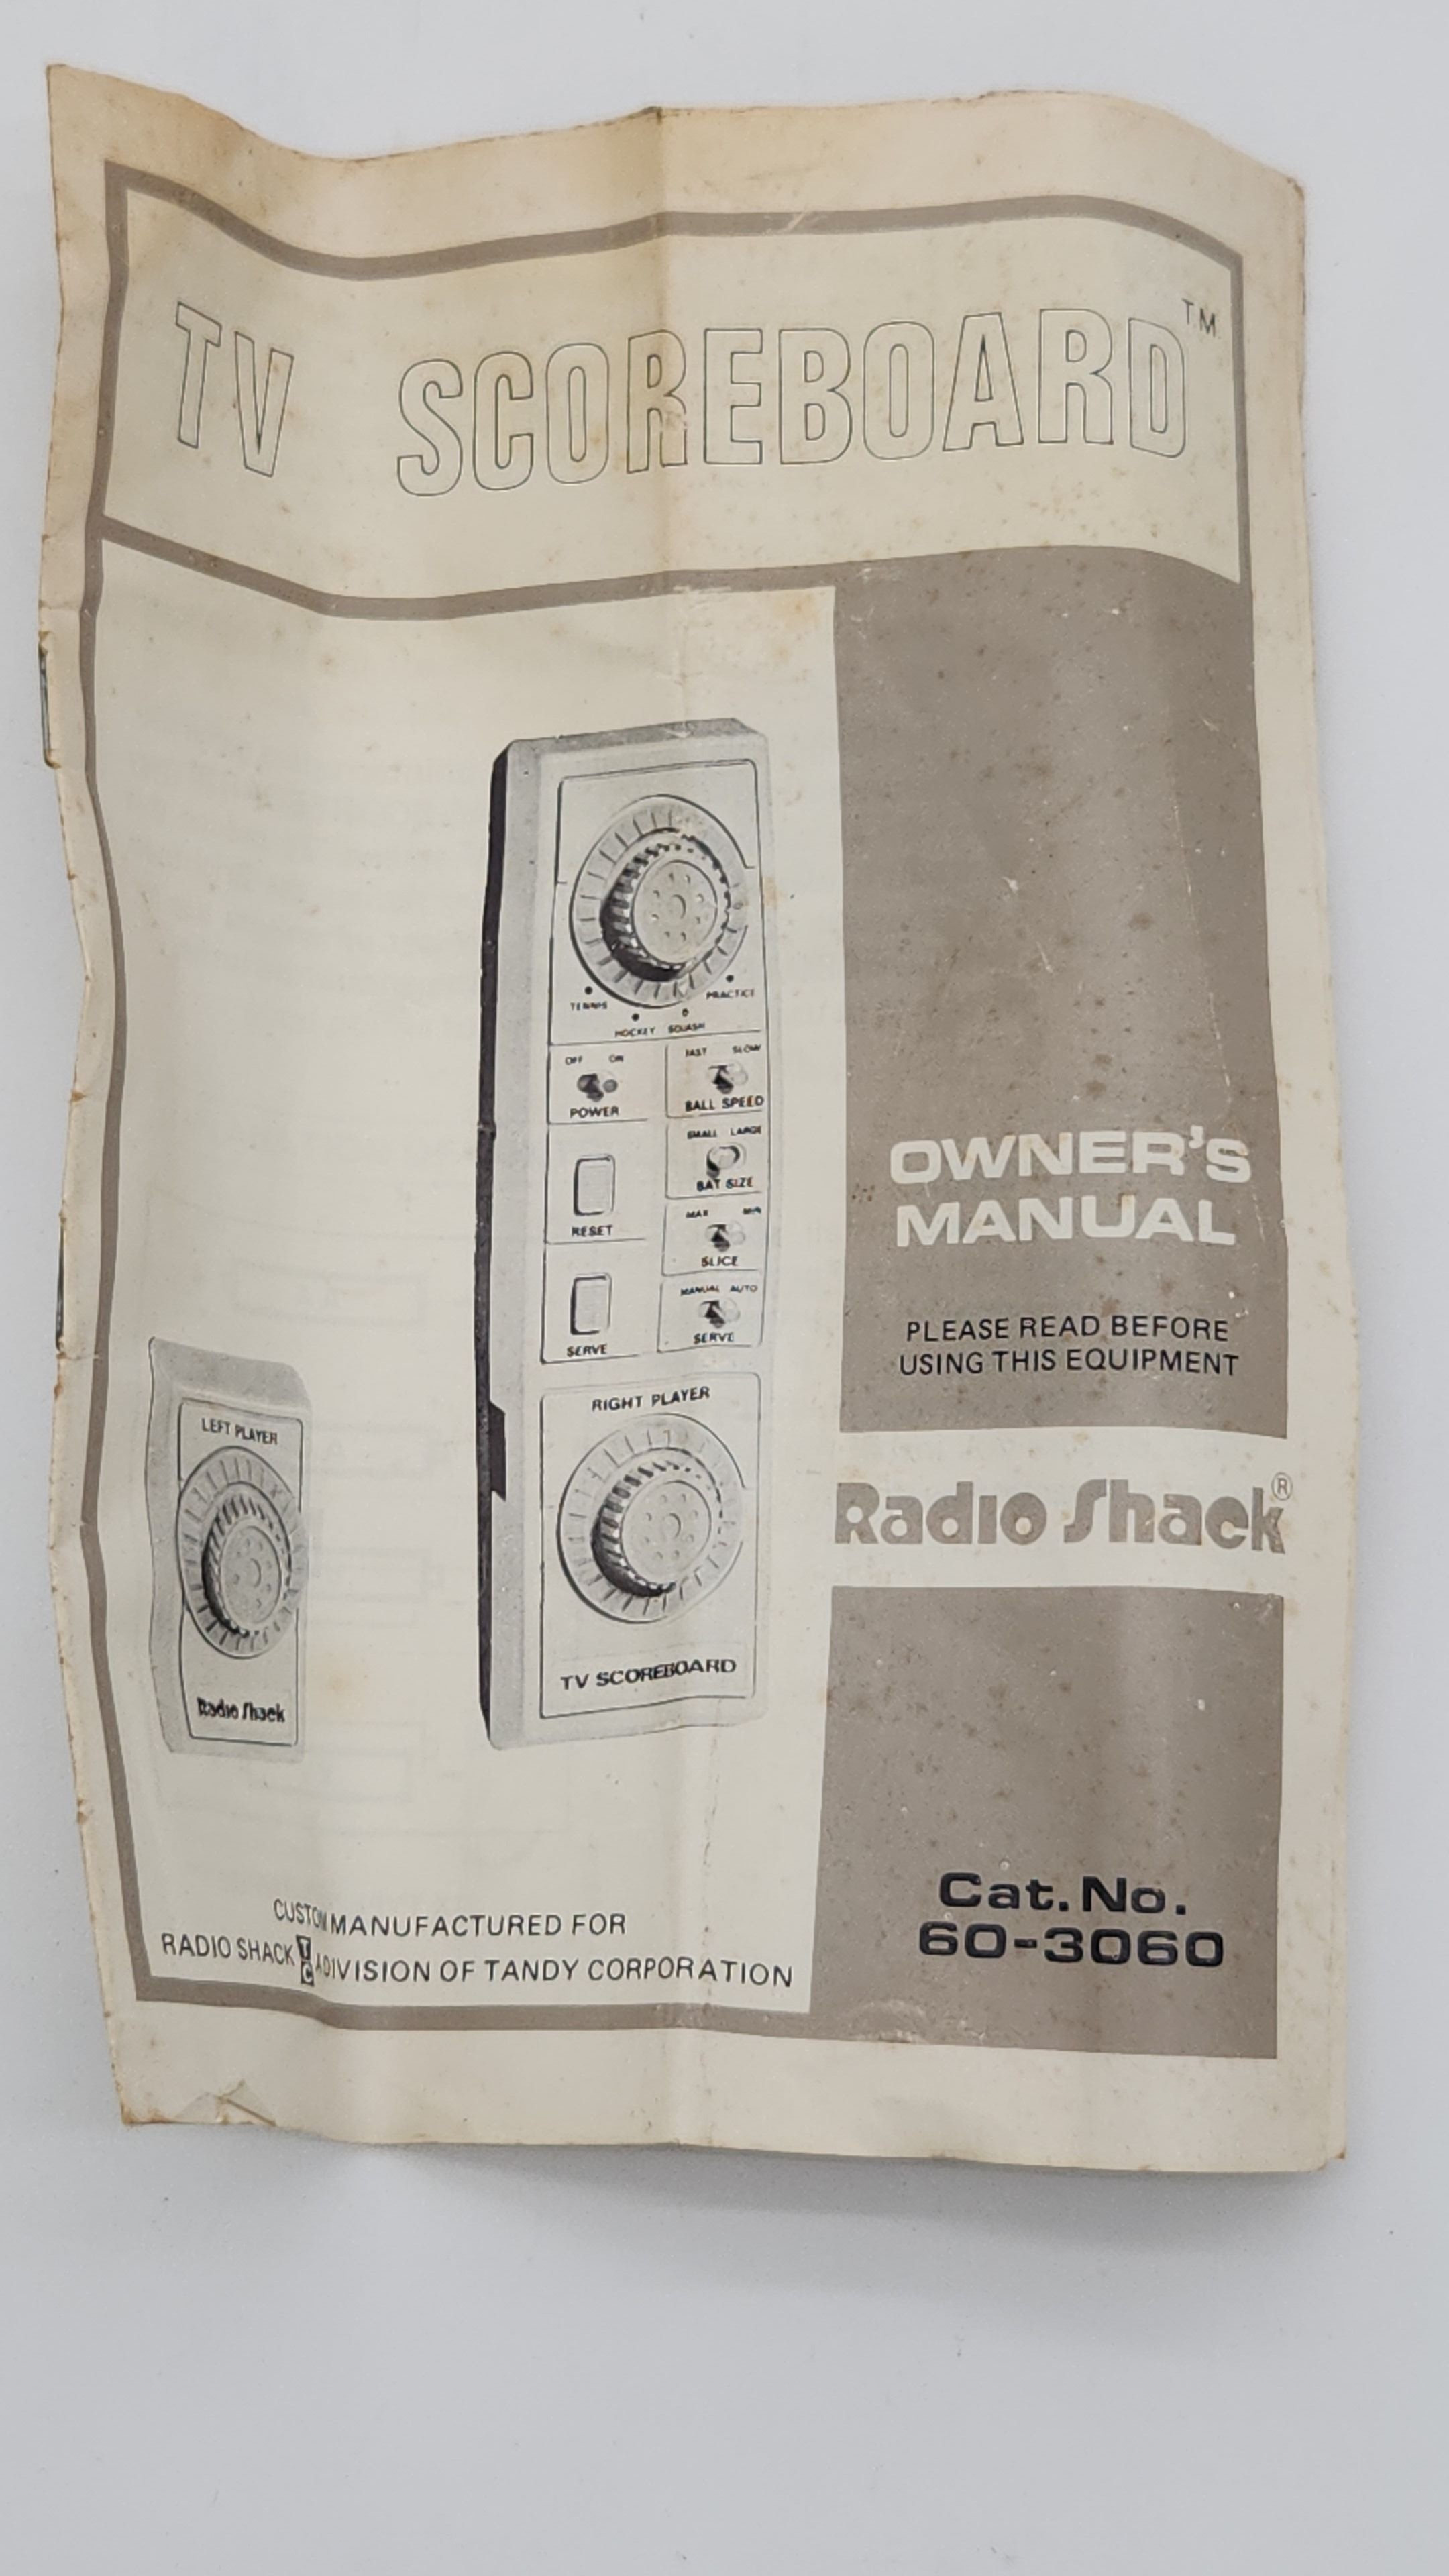 TV SCOREBOARD™
TENNIS
HOCKEY
SQUASH
PRACTICE
OFF ON
POWER
FAST SLOW
BALL SPEED
SMALL LARGE
BAT SIZE
RESET
MAX MIN
SLICE
MANUAL AUTO
SERVE
SERVE
RIGHT PLAYER
TV SCOREBOARD
LEFT PLAYER
Radio Shack
OWNER'S
MANUAL
PLEASE READ BEFORE
USING THIS EQUIPMENT
Radio Shack®
Cat. No.
60-3060
CUSTOM MANUFACTURED FOR
RADIO SHACK TC A DIVISION OF TANDY CORPORATION